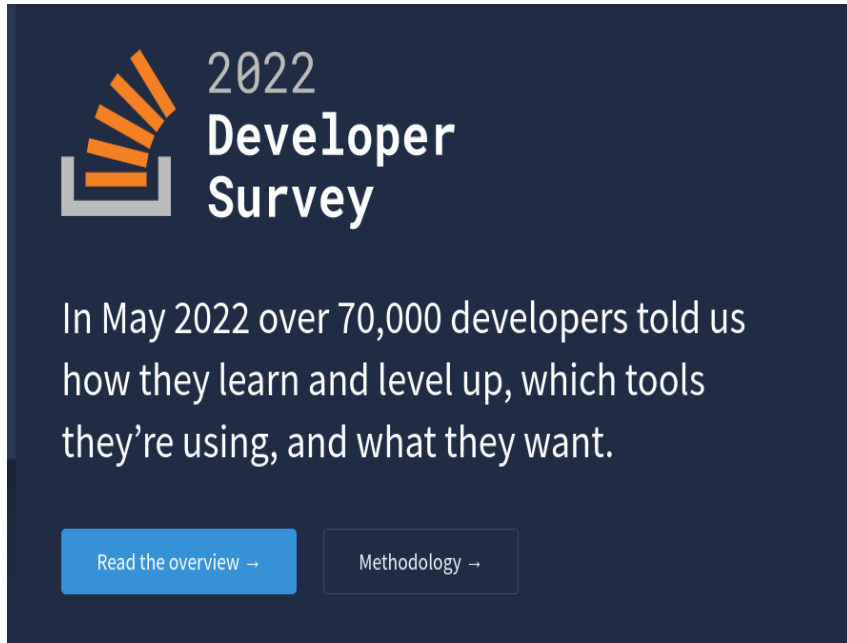 2022
Developer
Survey
In May 2022 over 70,000 developers told us
how they learn and level up, which tools
they’re using, and what they want.
Read the overview →
Methodology →